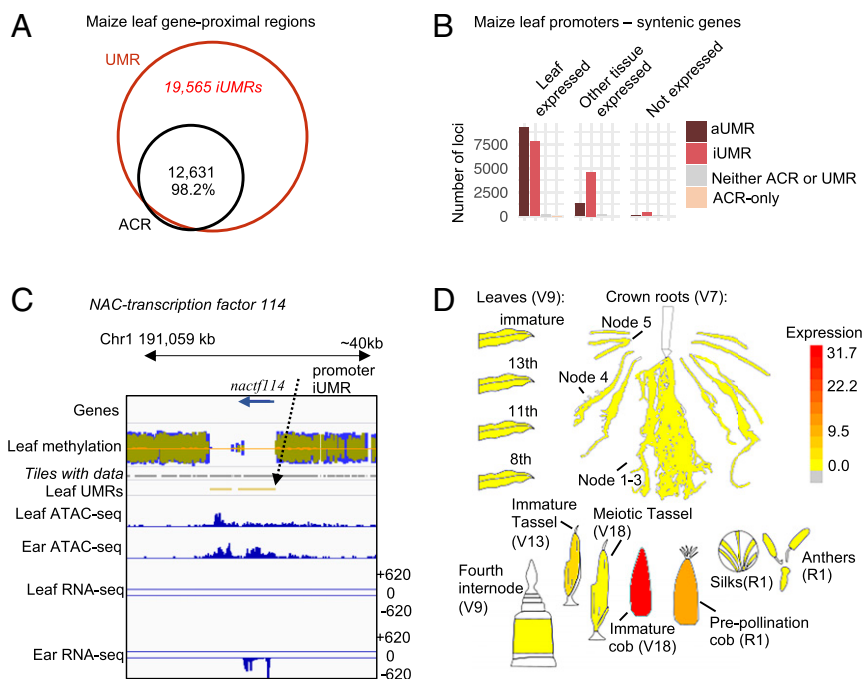 A
Maize leaf gene-proximal regions
UMR
19,565 iUMRs
12,631
98.2%
ACR
B
Maize leaf promoters – syntenic genes
Leaf expressed
Other tissue expressed
Not expressed
Number of loci
7500
5000
2500
0
aUMR
iUMR
Neither ACR or UMR
ACR-only
C
NAC-transcription factor 114
Chr1 191,059 kb
~40kb
promoter
iUMR
nactf114
Genes
Leaf methylation
Tiles with data
Leaf UMRs
Leaf ATAC-seq
Ear ATAC-seq
Leaf RNA-seq
+620
0
-620
Ear RNA-seq
+620
0
-620
D
Leaves (V9):
immature
13th
11th
8th
Crown roots (V7):
Node 5
Node 4
Node 1-3
Expression
31.7
22.2
9.5
0.0
Immature
Tassel
(V13)
Meiotic Tassel
(V18)
Fourth
internode
(V9)
Immature
cob (V18)
Pre-pollination
cob (R1)
Silks(R1)
Anthers
(R1)